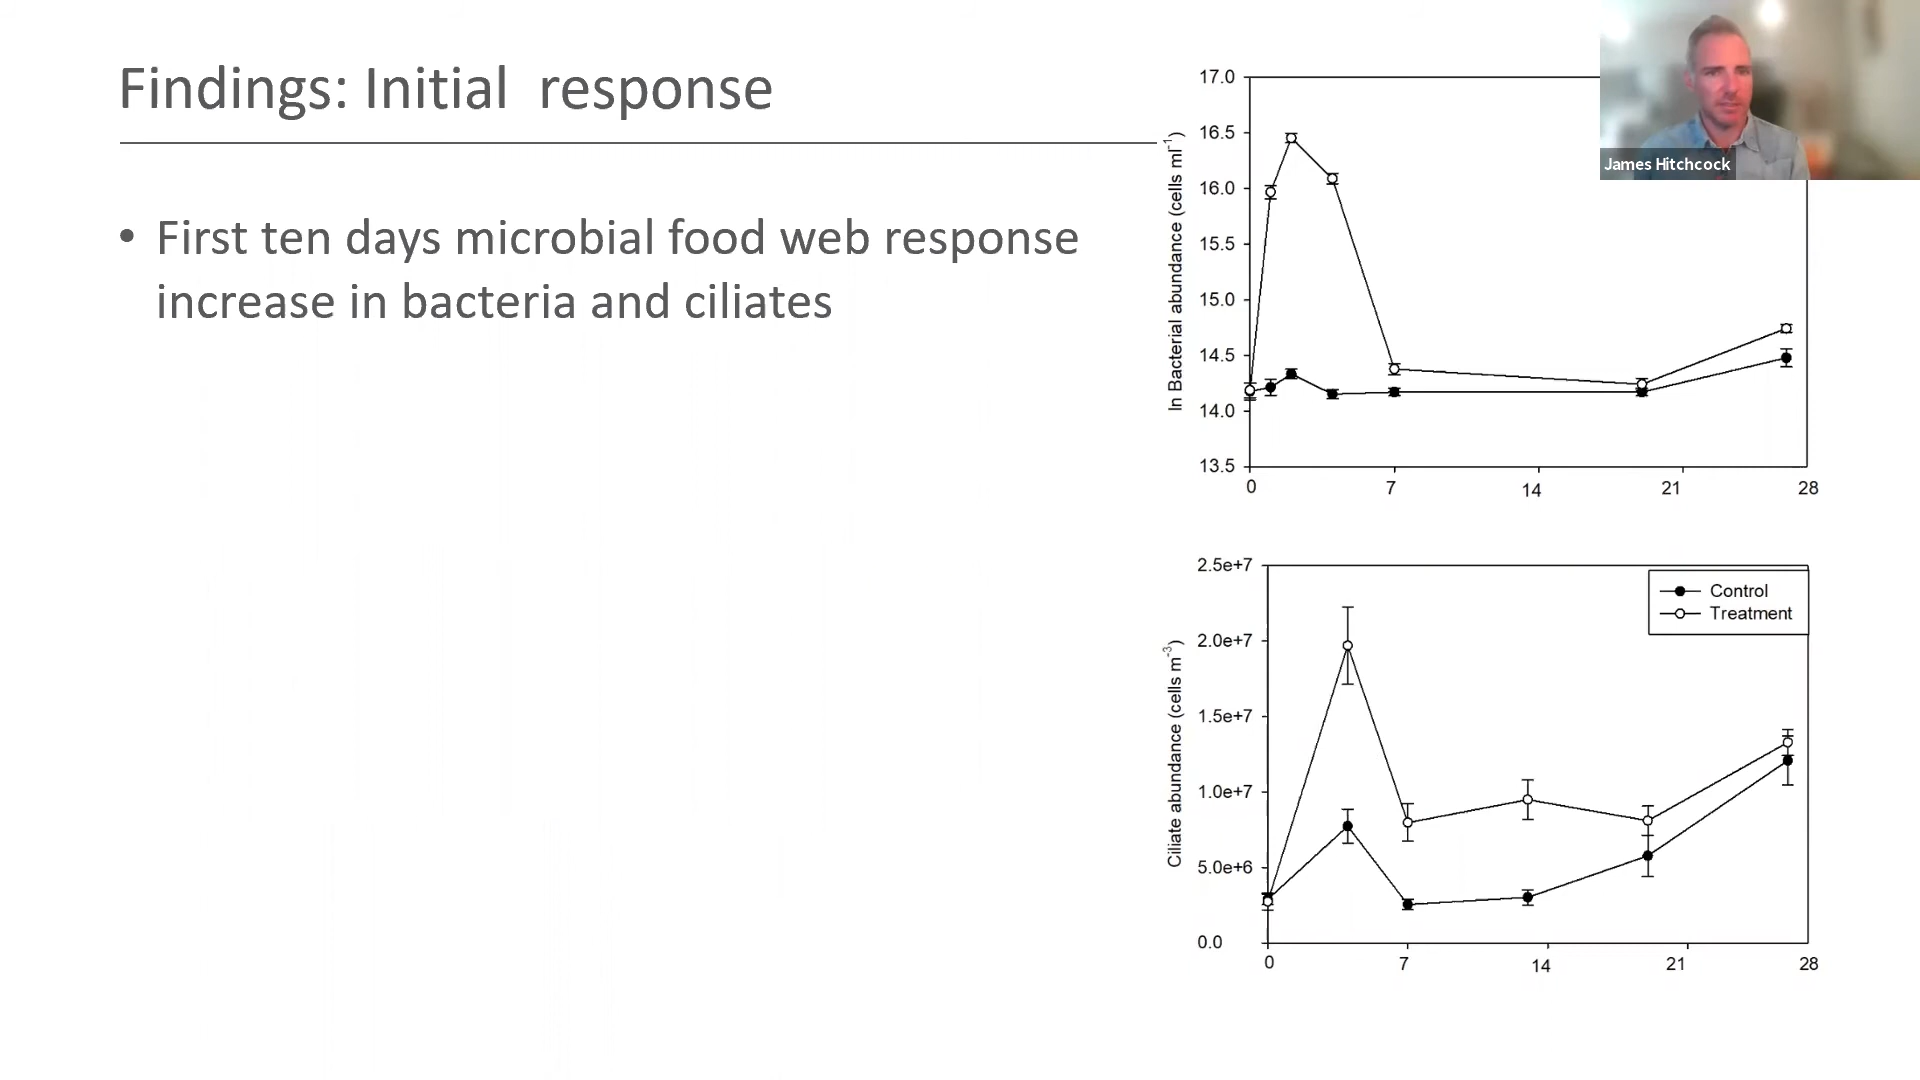 Findings: Initial  response
• First ten days microbial food web response
increase in bacteria and ciliates
James Hitchcock
ln Bacterial abundance (cells ml⁻¹)
17.0
16.5
16.0
15.5
15.0
14.5
14.0
13.5
0 7 14 21 28
Ciliate abundance (cells m⁻³)
2.5e+7
2.0e+7
1.5e+7
1.0e+7
5.0e+6
0.0
0 7 14 21 28
Control
Treatment